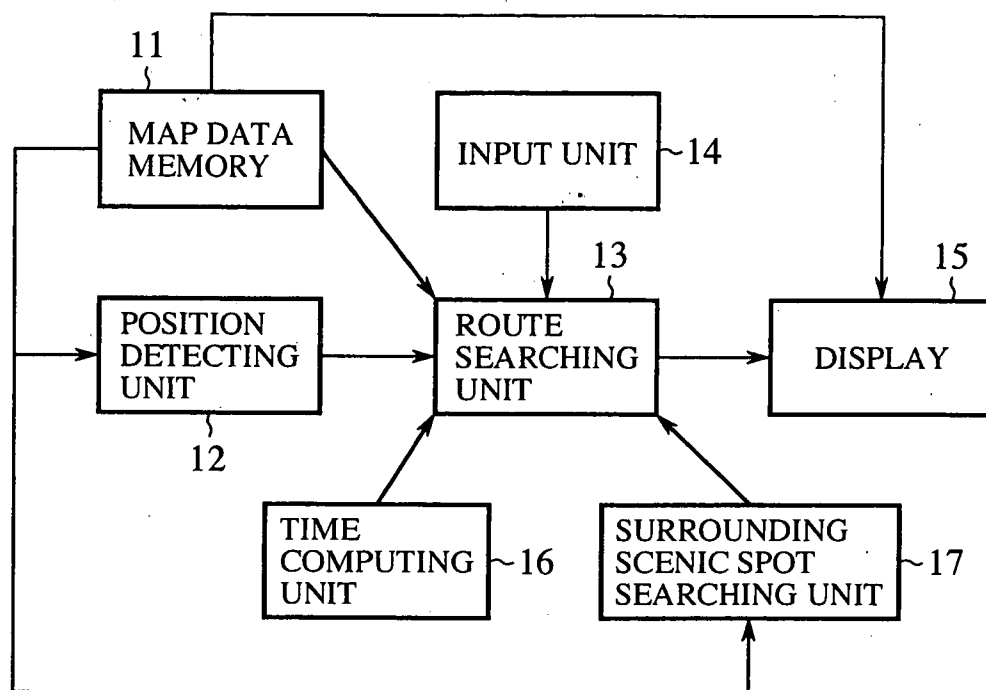 11
MAP DATA
MEMORY
INPUT UNIT
14
13
15
POSITION
DETECTING
UNIT
12
ROUTE
SEARCHING
UNIT
DISPLAY
TIME
COMPUTING
UNIT
16
SURROUNDING
SCENIC SPOT
SEARCHING UNIT
17